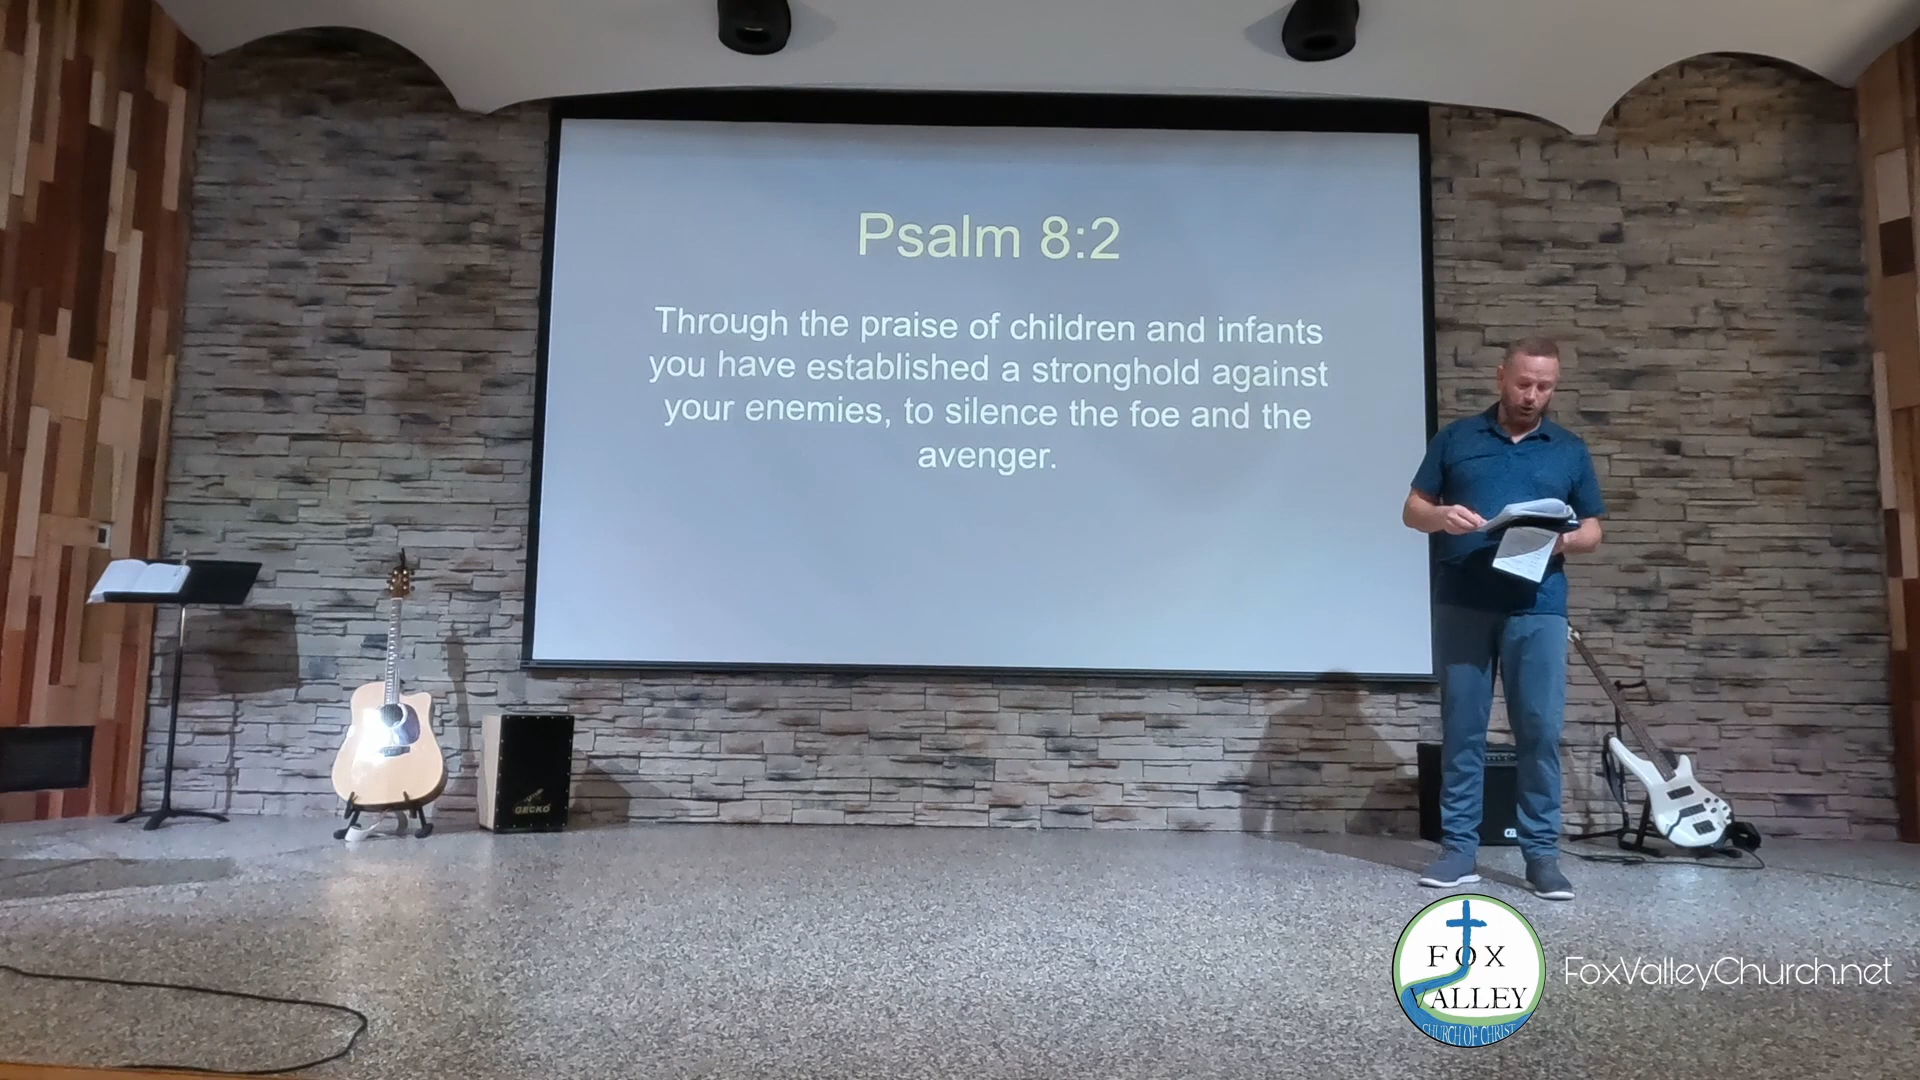 Psalm 8:2
Through the praise of children and infants
you have established a stronghold against
your enemies, to silence the foe and the
avenger.
GECKO
FOX
VALLEY
CHURCH OF CHRIST
FoxValleyChurch.net